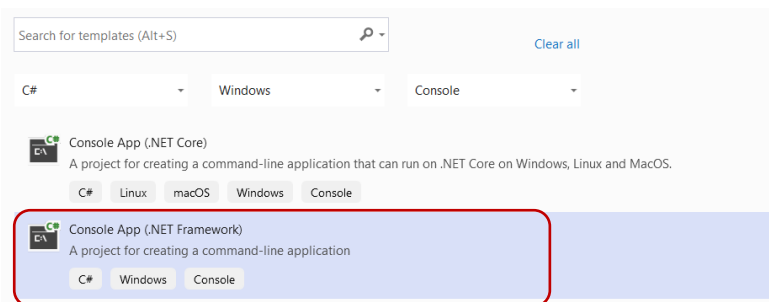 Search for templates (Alt+S)
Clear all
C# Windows Console
C#
C:\
Console App (.NET Core)
A project for creating a command-line application that can run on .NET Core on Windows, Linux and MacOS.
C# Linux macOS Windows Console
C#
C:\
Console App (.NET Framework)
A project for creating a command-line application
C# Windows Console